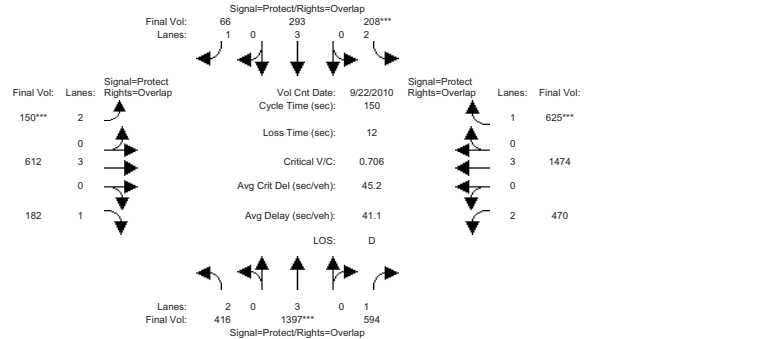 Signal=Protect/Rights=Overlap
Final Vol: 66 293 208***
Lanes: 1 0 3 0 2
Signal=Protect
Final Vol: Lanes: Rights=Overlap
Vol Cnt Date: 9/22/2010
Signal=Protect
Rights=Overlap Lanes: Final Vol:
Cycle Time (sec): 150
150*** 2
1 625***
Loss Time (sec): 12
0
0
612 3
Critical V/C: 0.706
3 1474
0
Avg Crit Del (sec/veh): 45.2
0
182 1
Avg Delay (sec/veh): 41.1
2 470
LOS: D
Lanes: 2 0 3 0 1
Final Vol: 416 1397*** 594
Signal=Protect/Rights=Overlap